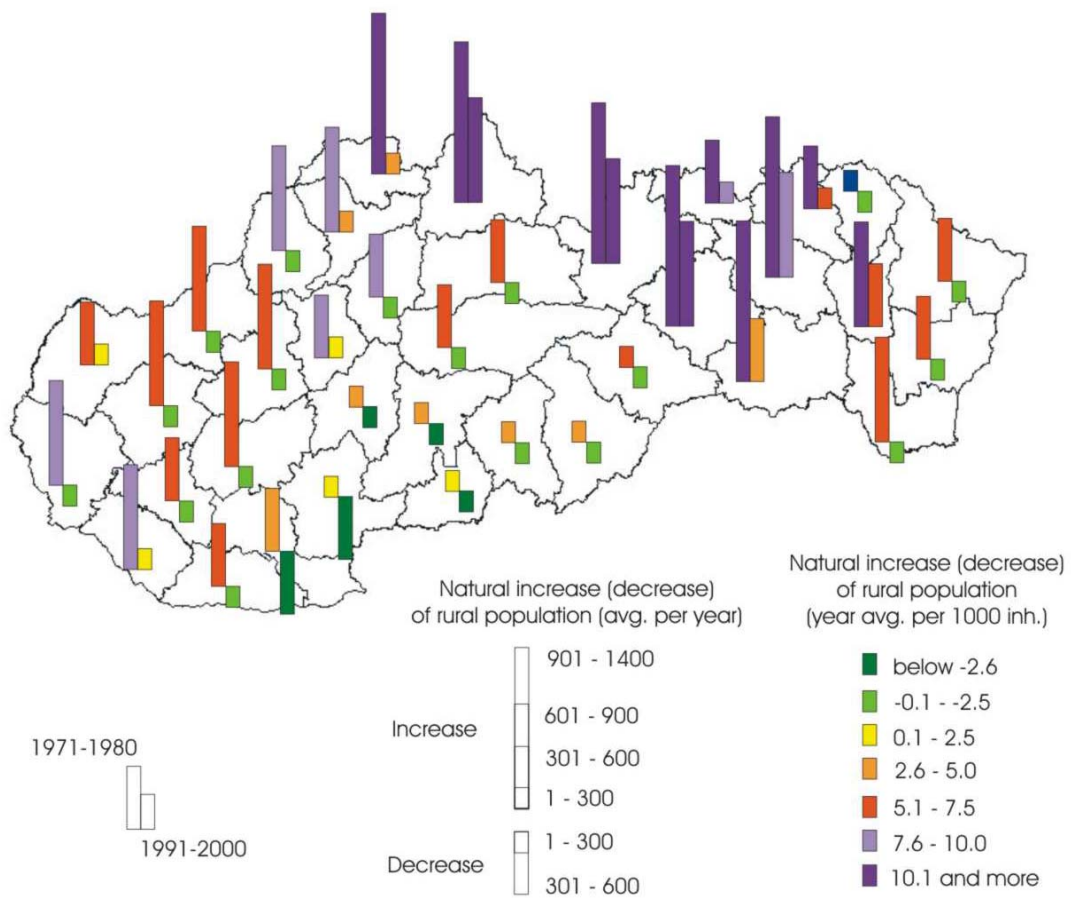 Natural increase (decrease)
of rural population (avg. per year)
901 - 1400
601 - 900
Increase
301 - 600
1 - 300
1 - 300
Decrease
301 - 600
Natural increase (decrease)
of rural population
(year avg. per 1000 inh.)
below -2.6
-0.1 - -2.5
0.1 - 2.5
2.6 - 5.0
5.1 - 7.5
7.6 - 10.0
10.1 and more
1971-1980
1991-2000